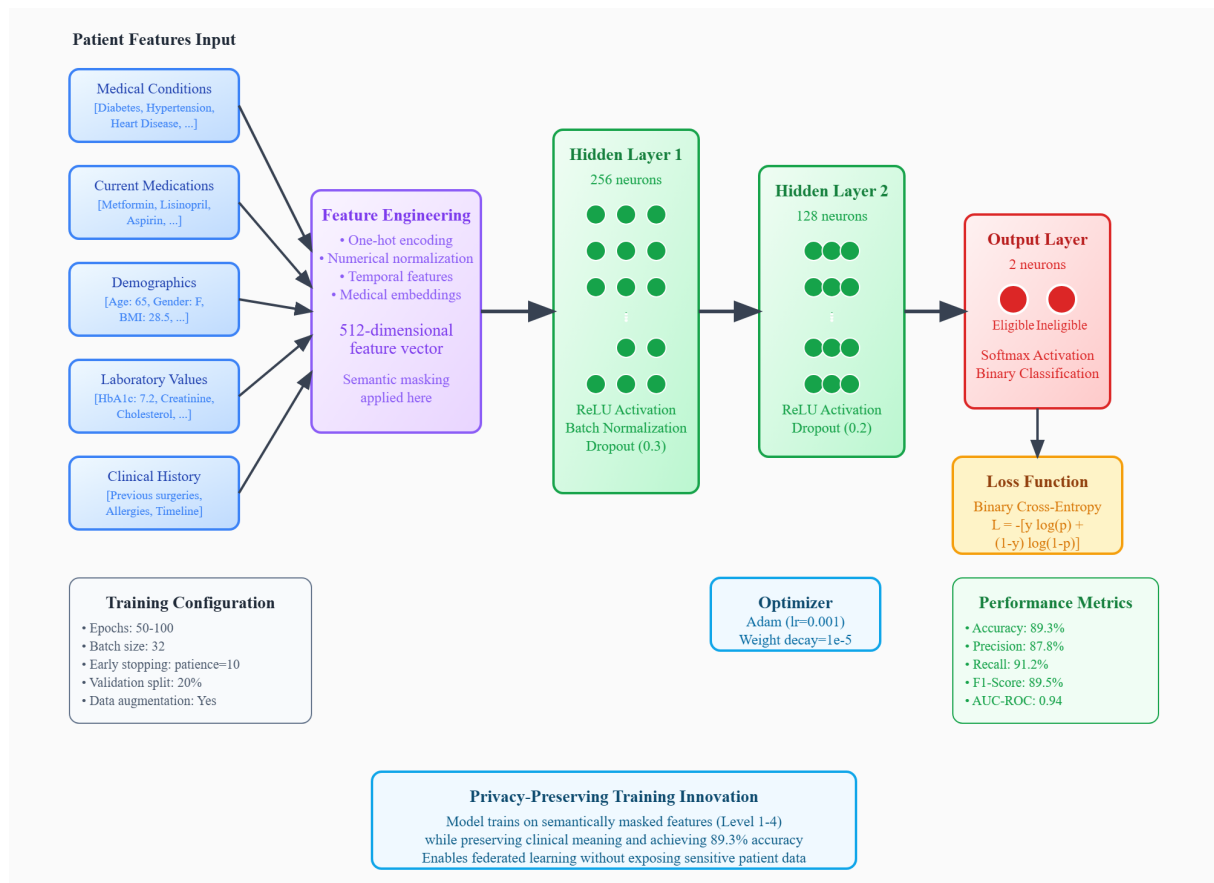 Patient Features Input
Medical Conditions
[Diabetes, Hypertension,
Heart Disease, ...]
Current Medications
[Metformin, Lisinopril,
Aspirin, ...]
Demographics
[Age: 65, Gender: F,
BMI: 28.5, ...]
Laboratory Values
[HbA1c: 7.2, Creatinine,
Cholesterol, ...]
Clinical History
[Previous surgeries,
Allergies, Timeline]
Feature Engineering
• One-hot encoding
• Numerical normalization
• Temporal features
• Medical embeddings
512-dimensional
feature vector
Semantic masking
applied here
Hidden Layer 1
256 neurons
⋮
ReLU Activation
Batch Normalization
Dropout (0.3)
Hidden Layer 2
128 neurons
⋮
ReLU Activation
Dropout (0.2)
Output Layer
2 neurons
Eligible Ineligible
Softmax Activation
Binary Classification
Loss Function
Binary Cross-Entropy
L = -[y log(p) +
(1-y) log(1-p)]
Training Configuration
• Epochs: 50-100
• Batch size: 32
• Early stopping: patience=10
• Validation split: 20%
• Data augmentation: Yes
Optimizer
Adam (lr=0.001)
Weight decay=1e-5
Performance Metrics
• Accuracy: 89.3%
• Precision: 87.8%
• Recall: 91.2%
• F1-Score: 89.5%
• AUC-ROC: 0.94
Privacy-Preserving Training Innovation
Model trains on semantically masked features (Level 1-4)
while preserving clinical meaning and achieving 89.3% accuracy
Enables federated learning without exposing sensitive patient data